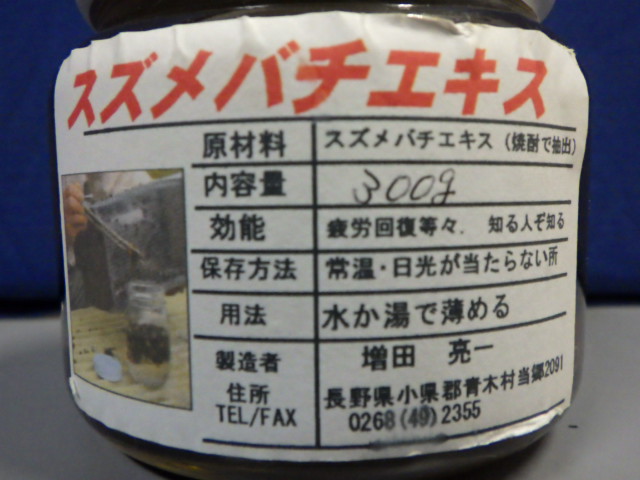 スズメバチエキス
原材料 スズメバチエキス（焼酎で抽出）
内容量 300g
効能 疲労回復等々． 知る人ぞ知る
保存方法 常温・日光が当たらない所
用法 水か湯で薄める
製造者 増田 亮一
住所 長野県小県郡青木村当郷2091
TEL/FAX 0268(49)2355